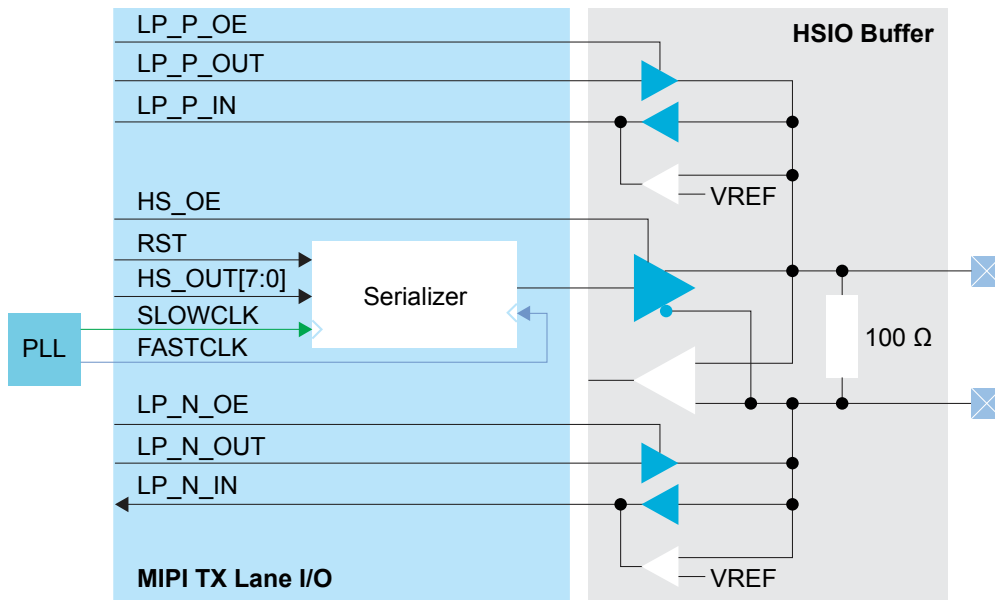 LP_P_OE
HSIO Buffer
LP_P_OUT
LP_P_IN
VREF
HS_OE
RST
HS_OUT[7:0]
Serializer
SLOWCLK
PLL
FASTCLK
100 Ω
LP_N_OE
LP_N_OUT
LP_N_IN
MIPI TX Lane I/O
VREF